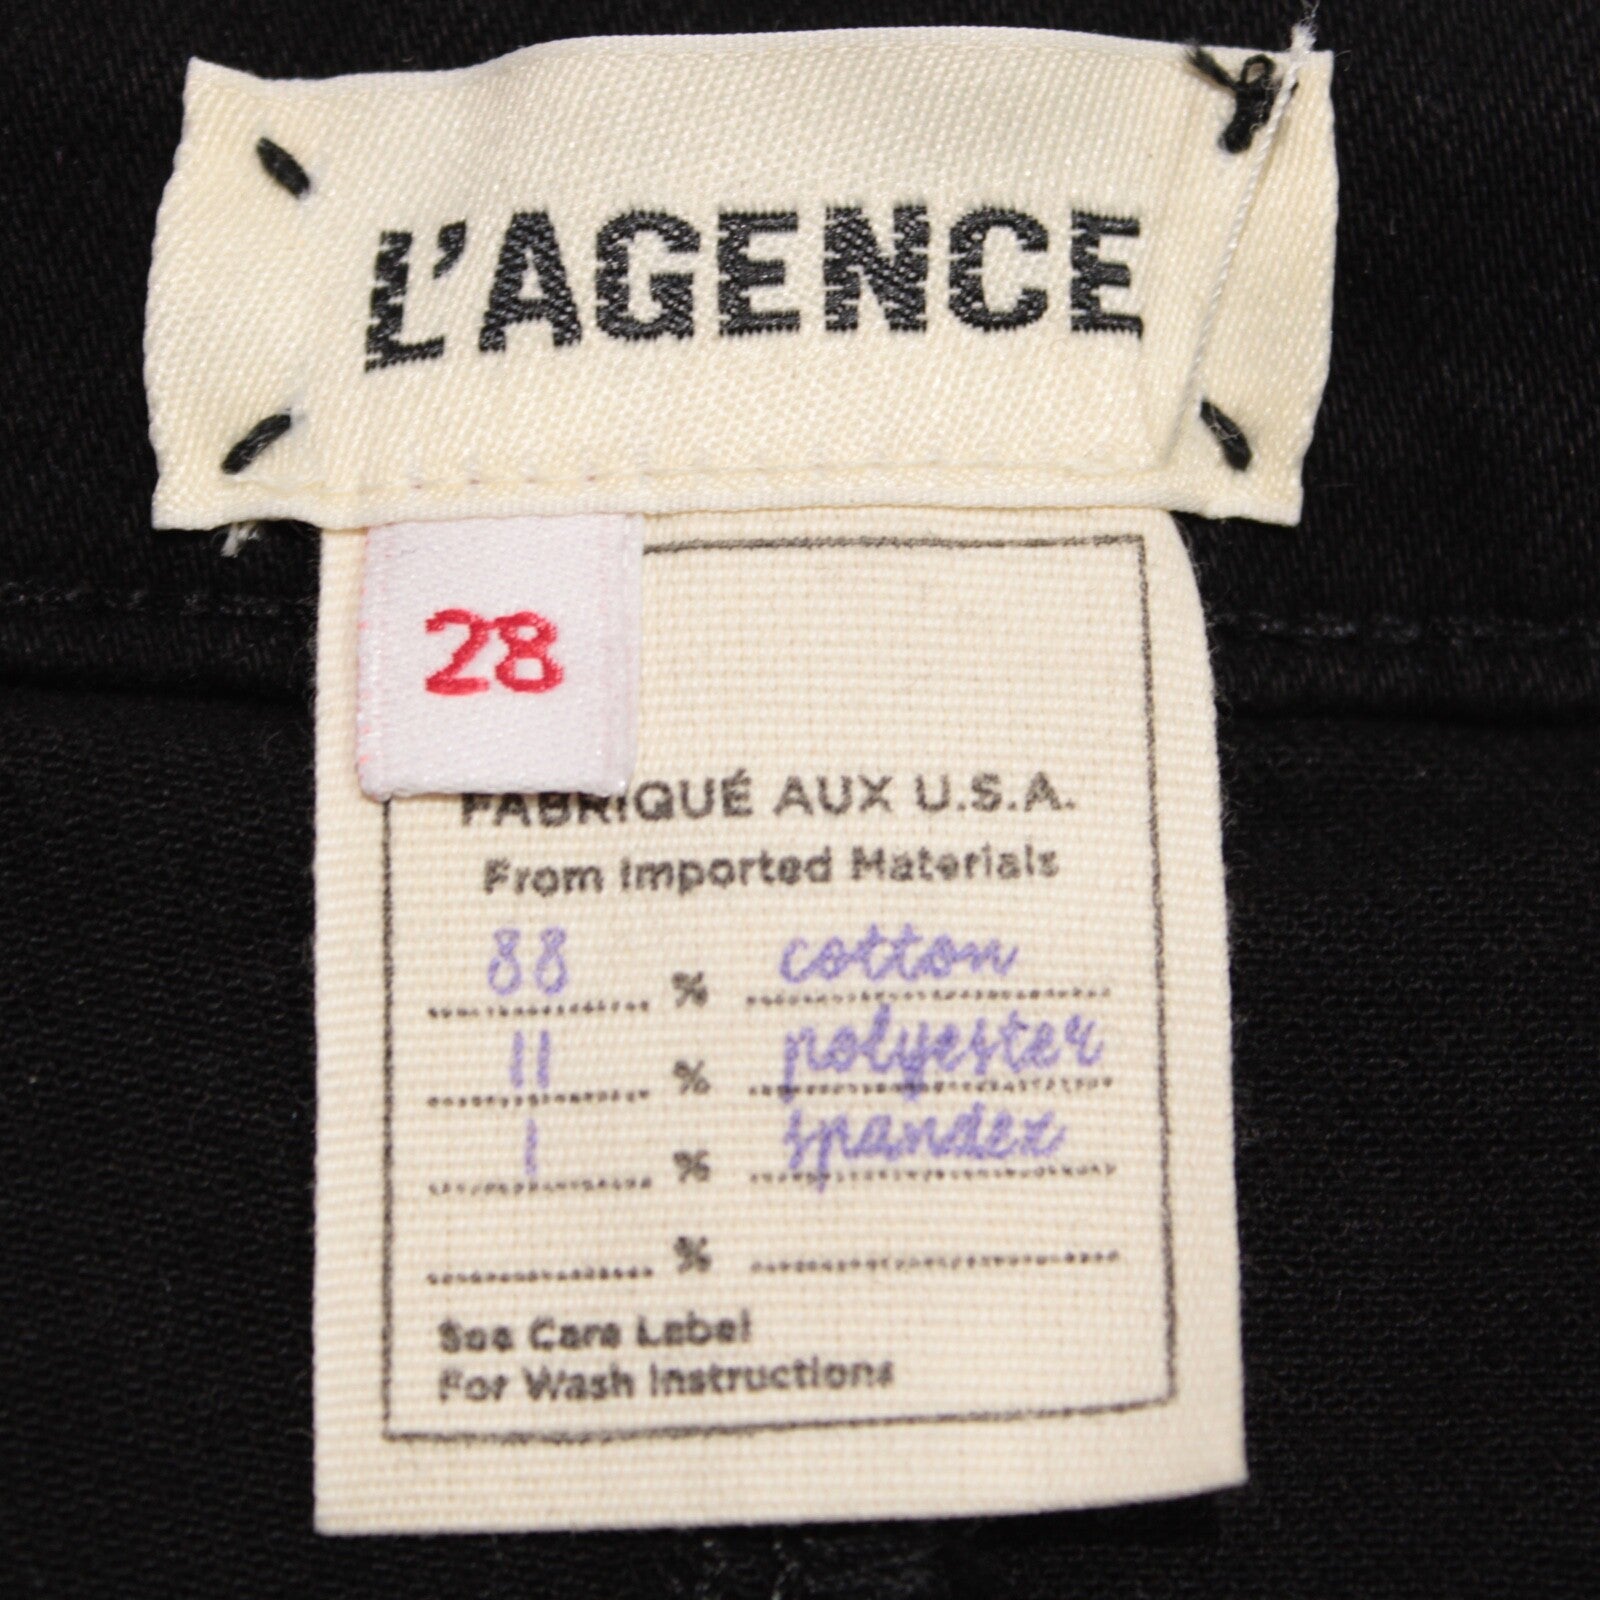 L'AGENCE
28
FABRIQUÉ AUX U.S.A.
From Imported Materials
88 % cotton
11 % polyester
1 % spandex
%
See Care Label
For Wash Instructions